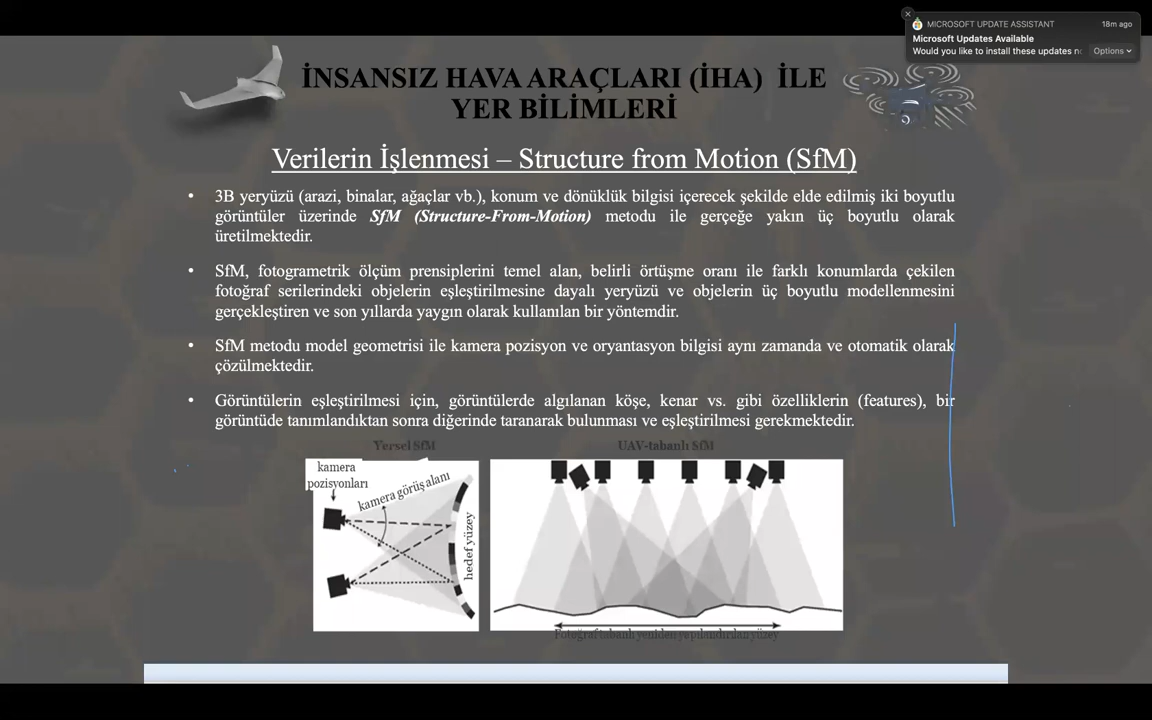 MICROSOFT UPDATE ASSISTANT
18m ago
Microsoft Updates Available
Would you like to install these updates n
Options
İNSANSIZ HAVA ARAÇLARI (İHA) İLE
YER BİLİMLERİ
Verilerin İşlenmesi – Structure from Motion (SfM)
• 3B yeryüzü (arazi, binalar, ağaçlar vb.), konum ve dönüklük bilgisi içerecek şekilde elde edilmiş iki boyutlu
görüntüler üzerinde SfM (Structure-From-Motion) metodu ile gerçeğe yakın üç boyutlu olarak
üretilmektedir.
• SfM, fotogrametrik ölçüm prensiplerini temel alan, belirli örtüşme oranı ile farklı konumlarda çekilen
fotoğraf serilerindeki objelerin eşleştirilmesine dayalı yeryüzü ve objelerin üç boyutlu modellenmesini
gerçekleştiren ve son yıllarda yaygın olarak kullanılan bir yöntemdir.
• SfM metodu model geometrisi ile kamera pozisyon ve oryantasyon bilgisi aynı zamanda ve otomatik olarak
çözülmektedir.
• Görüntülerin eşleştirilmesi için, görüntülerde algılanan köşe, kenar vs. gibi özelliklerin (features), bir
görüntüde tanımlandıktan sonra diğerinde taranarak bulunması ve eşleştirilmesi gerekmektedir.
Yersel SfM
UAV-tabanlı SfM
kamera
pozisyonları
kamera görüş alanı
hedef yüzey
Fotoğraf tabanlı yeniden yapılandırılan yüzey